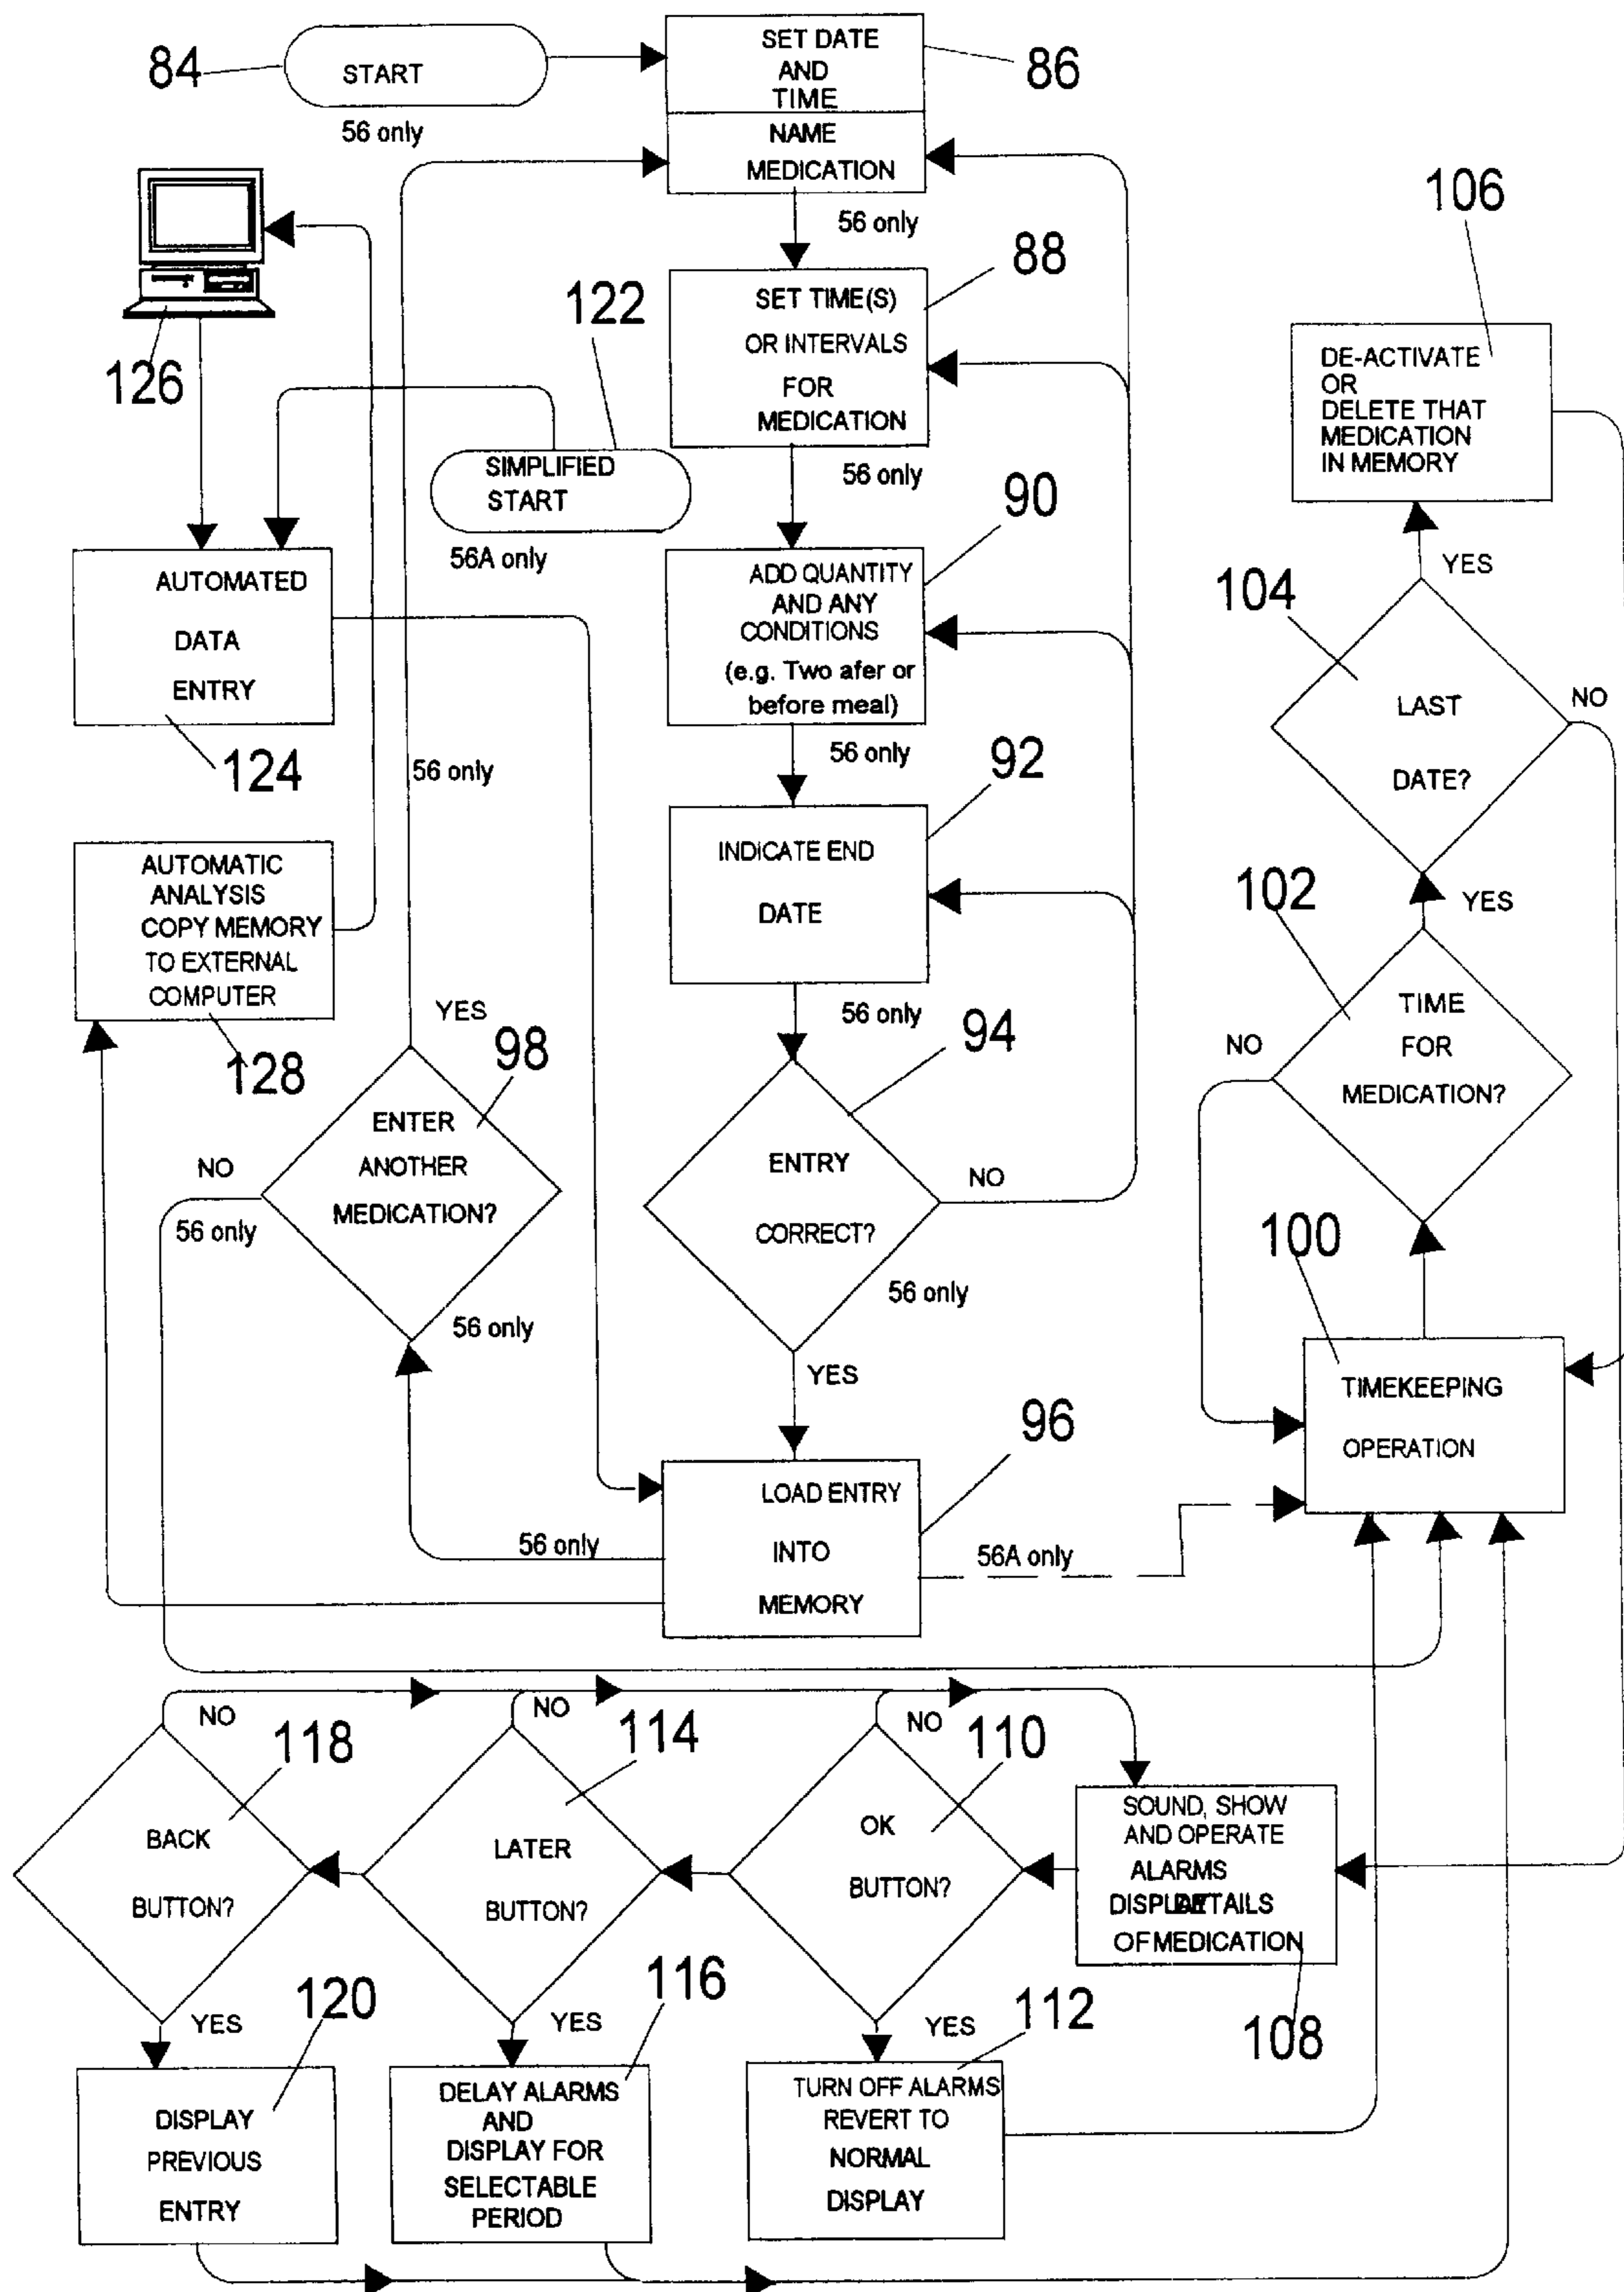 84
START
56 only
SET DATE
AND
TIME
86
NAME
MEDICATION
56 only
126
122
SIMPLIFIED
START
56A only
SET TIME(S)
OR INTERVALS
FOR
MEDICATION
88
56 only
106
DE-ACTIVATE
OR
DELETE THAT
MEDICATION
IN MEMORY
AUTOMATED
DATA
ENTRY
124
56 only
ADD QUANTITY
AND ANY
CONDITIONS
(e.g. Two afer or
before meal)
90
56 only
YES
104
LAST
DATE?
NO
INDICATE END
DATE
92
56 only
AUTOMATIC
ANALYSIS
COPY MEMORY
TO EXTERNAL
COMPUTER
128
YES
98
ENTER
ANOTHER
MEDICATION?
NO
56 only
56 only
94
ENTRY
CORRECT?
NO
56 only
YES
102
YES
TIME
FOR
MEDICATION?
NO
100
TIMEKEEPING
OPERATION
96
LOAD ENTRY
INTO
MEMORY
56 only
56A only
NO
118
BACK
BUTTON?
YES
NO
114
LATER
BUTTON?
YES
NO
110
OK
BUTTON?
YES
SOUND, SHOW
AND OPERATE
ALARMS
OF MEDICATION
108
120
DISPLAY
PREVIOUS
ENTRY
116
DELAY ALARMS
AND
DISPLAY FOR
SELECTABLE
PERIOD
112
TURN OFF ALARMS
REVERT TO
NORMAL
DISPLAY